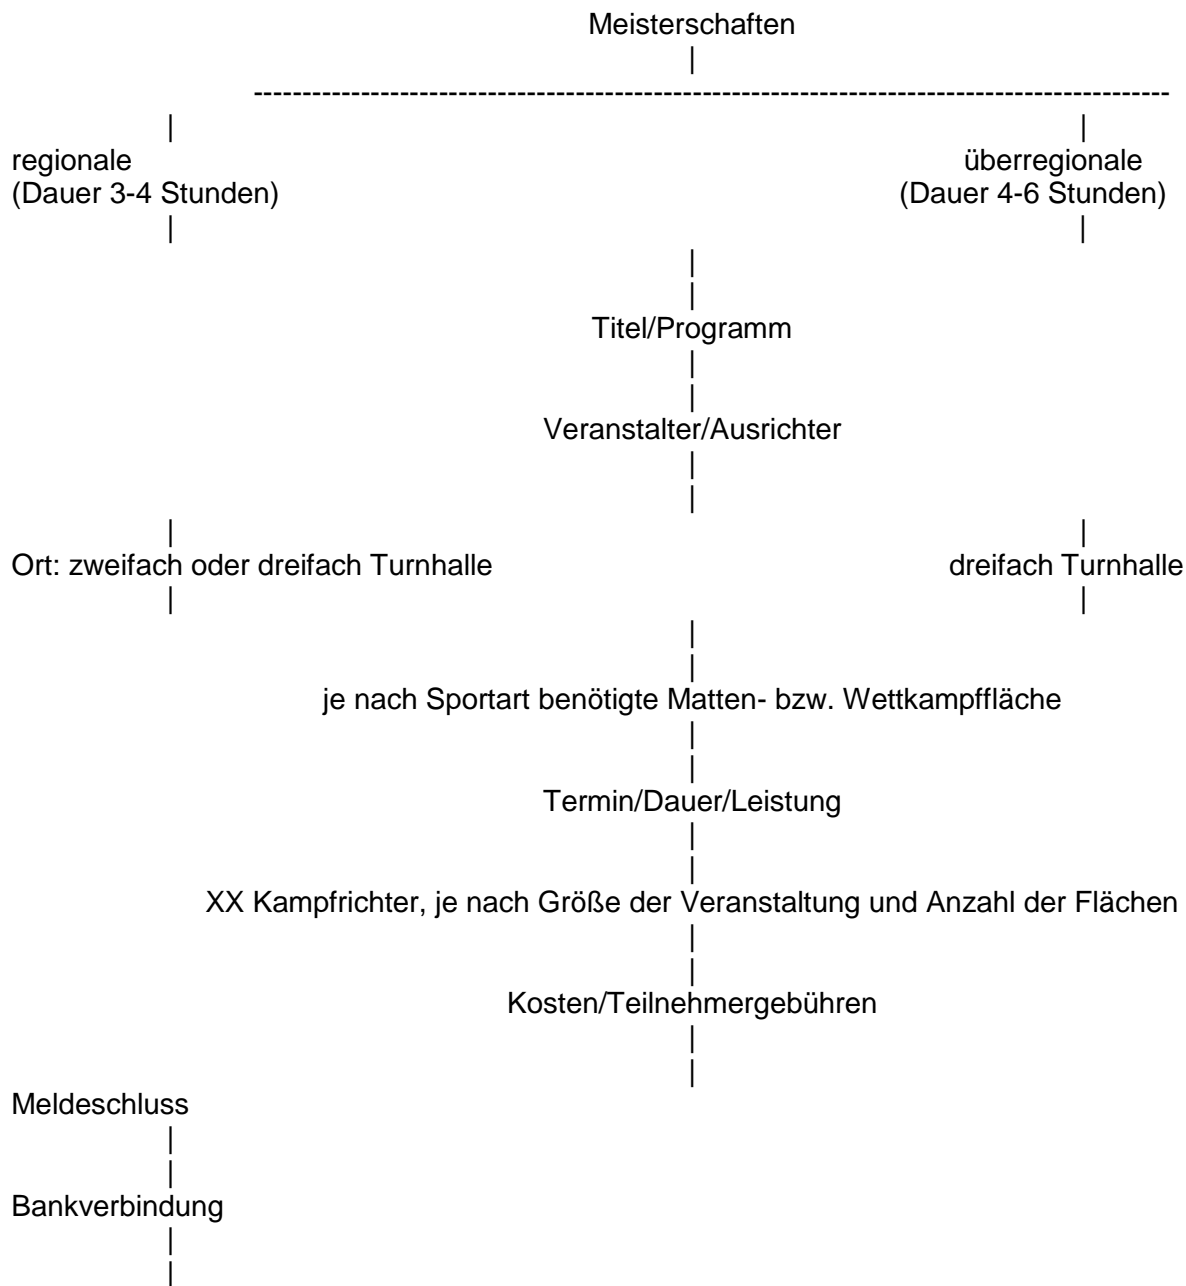 Meisterschaften
|
----------------------------------------------------------------------------------------------
| |
regionale überregionale
(Dauer 3-4 Stunden) (Dauer 4-6 Stunden)
| |
|
|
Titel/Programm
|
|
Veranstalter/Ausrichter
|
|
| |
Ort: zweifach oder dreifach Turnhalle dreifach Turnhalle
| |
|
|
je nach Sportart benötigte Matten- bzw. Wettkampffläche
|
|
Termin/Dauer/Leistung
|
|
XX Kampfrichter, je nach Größe der Veranstaltung und Anzahl der Flächen
|
|
Kosten/Teilnehmergebühren
|
|
Meldeschluss
|
|
Bankverbindung
|
|